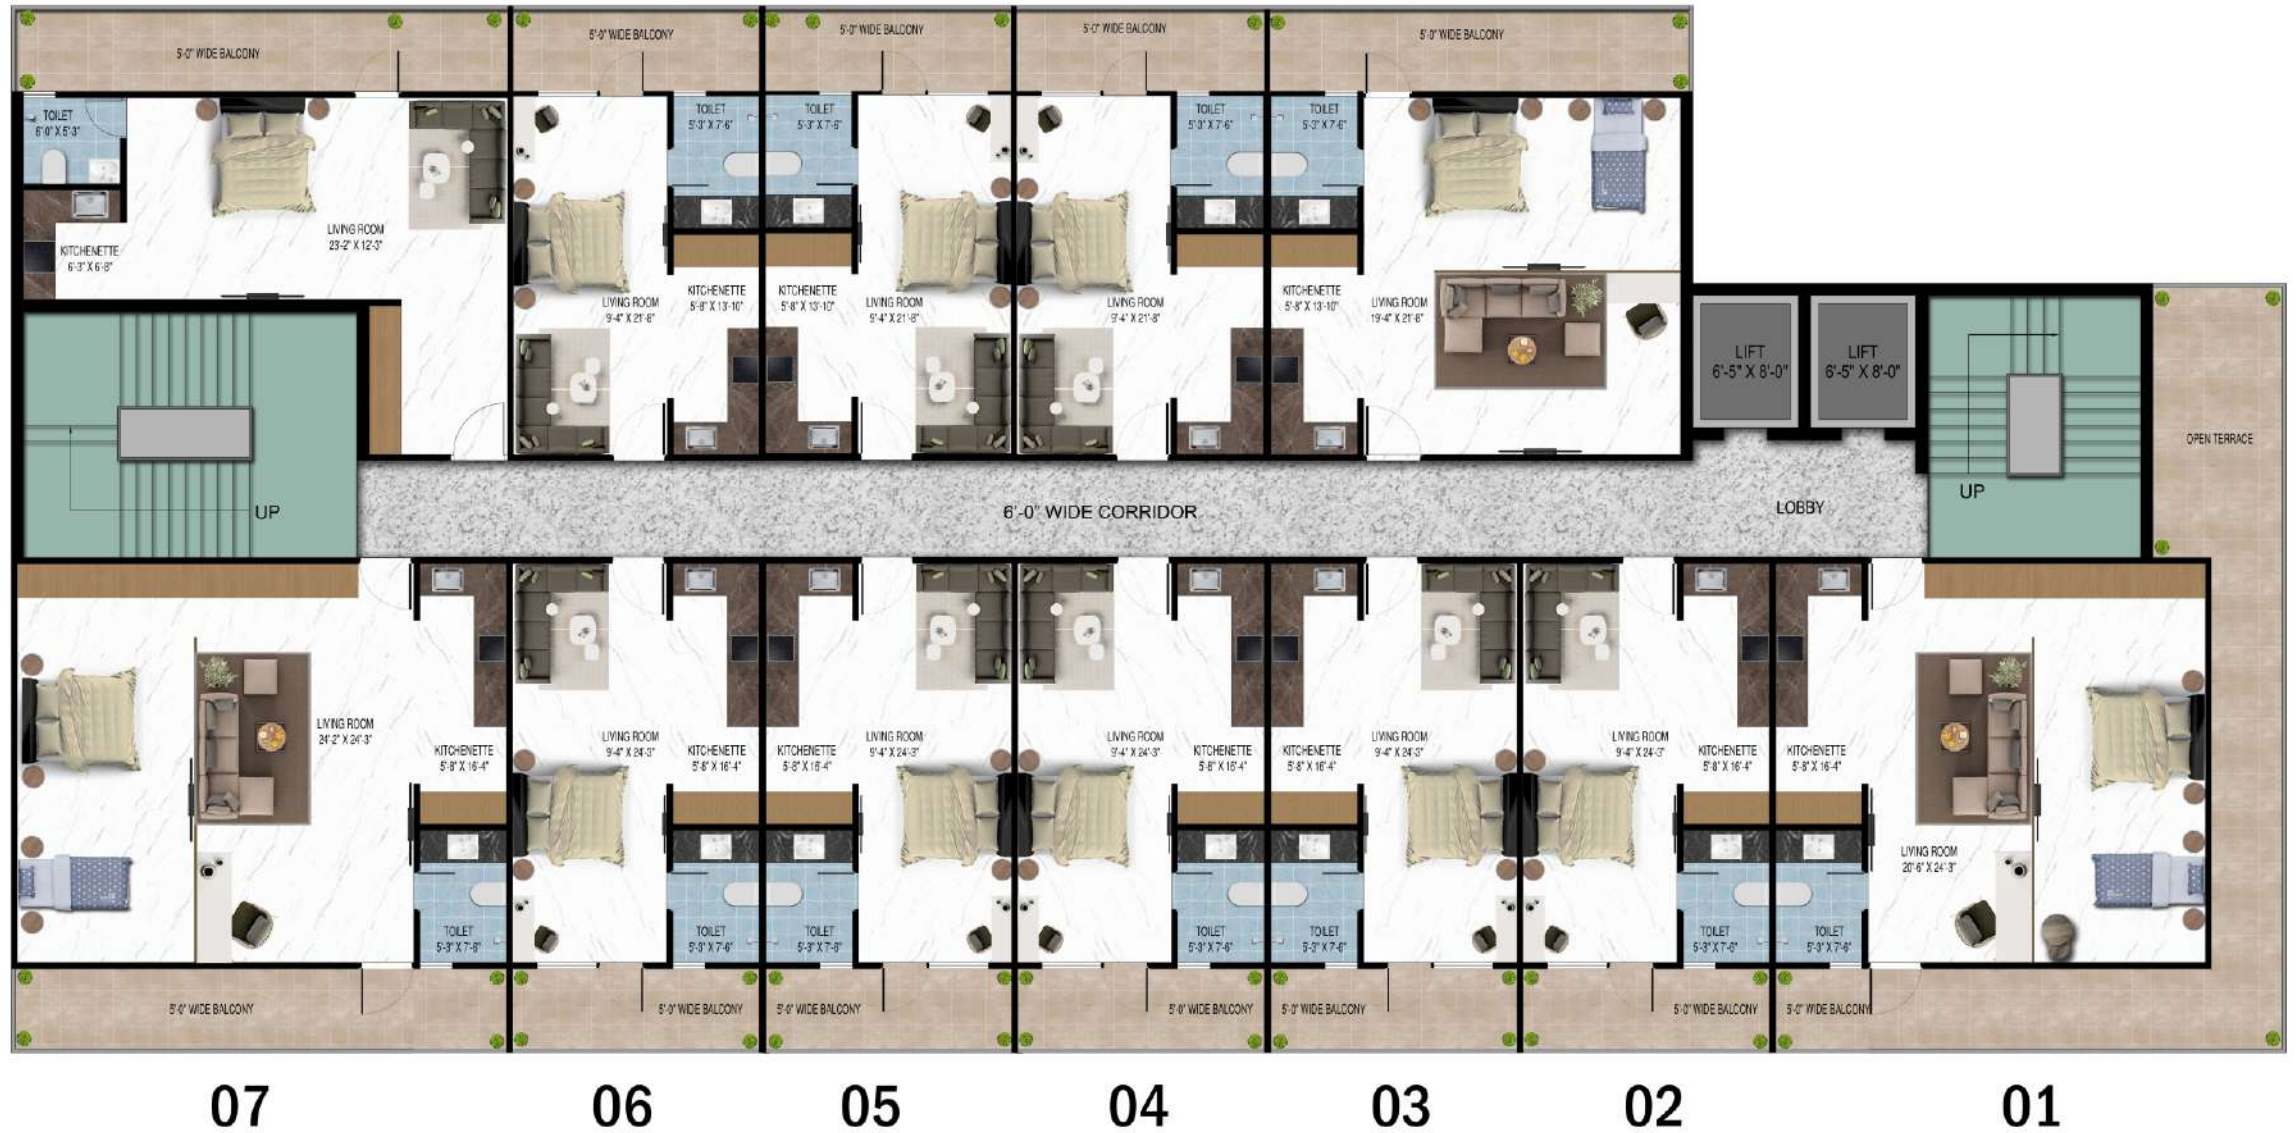 5'-0" WIDE BALCONY
5'-0" WIDE BALCONY
5'-0" WIDE BALCONY
5'-0" WIDE BALCONY
5'-0" WIDE BALCONY
TOILET
6'-0" X 5'-3"
LIVING ROOM
23'-2" X 12'-3"
KITCHENETTE
6'-3" X 6'-8"
TOILET
5'-3" X 7'-6"
LIVING ROOM
9'-4" X 21'-8"
KITCHENETTE
5'-8" X 13'-10"
TOILET
5'-3" X 7'-6"
KITCHENETTE
5'-8" X 13'-10"
LIVING ROOM
9'-4" X 21'-8"
TOILET
5'-3" X 7'-6"
LIVING ROOM
9'-4" X 21'-8"
TOILET
5'-3" X 7'-6"
KITCHENETTE
5'-8" X 13'-10"
LIVING ROOM
19'-4" X 21'-8"
LIFT
6'-5" X 8'-0"
LIFT
6'-5" X 8'-0"
OPEN TERRACE
UP
6'-0" WIDE CORRIDOR
LOBBY
UP
LIVING ROOM
24'-2" X 24'-3"
KITCHENETTE
5'-8" X 16'-4"
LIVING ROOM
9'-4" X 24'-3"
KITCHENETTE
5'-8" X 16'-4"
KITCHENETTE
5'-8" X 16'-4"
LIVING ROOM
9'-4" X 24'-3"
LIVING ROOM
9'-4" X 24'-3"
KITCHENETTE
5'-8" X 16'-4"
KITCHENETTE
5'-8" X 16'-4"
LIVING ROOM
9'-4" X 24'-3"
LIVING ROOM
9'-4" X 24'-3"
KITCHENETTE
5'-8" X 16'-4"
KITCHENETTE
5'-8" X 16'-4"
LIVING ROOM
20'-6" X 24'-3"
TOILET
5'-3" X 7'-6"
TOILET
5'-3" X 7'-6"
TOILET
5'-3" X 7'-6"
TOILET
5'-3" X 7'-6"
TOILET
5'-3" X 7'-6"
TOILET
5'-3" X 7'-6"
TOILET
5'-3" X 7'-6"
5'-0" WIDE BALCONY
5'-0" WIDE BALCONY
5'-0" WIDE BALCONY
5'-0" WIDE BALCONY
5'-0" WIDE BALCONY
5'-0" WIDE BALCONY
5'-0" WIDE BALCONY
07
06
05
04
03
02
01